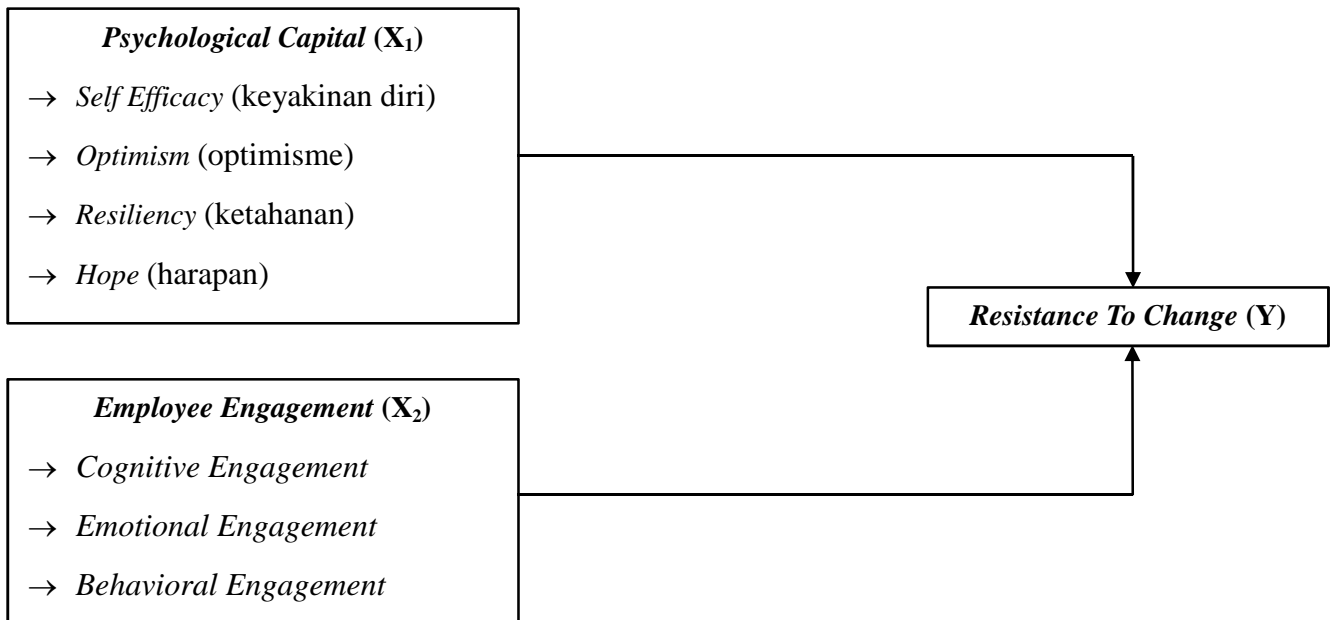 Psychological Capital (X₁)
→ Self Efficacy (keyakinan diri)
→ Optimism (optimisme)
→ Resiliency (ketahanan)
→ Hope (harapan)
Resistance To Change (Y)
Employee Engagement (X₂)
→ Cognitive Engagement
→ Emotional Engagement
→ Behavioral Engagement